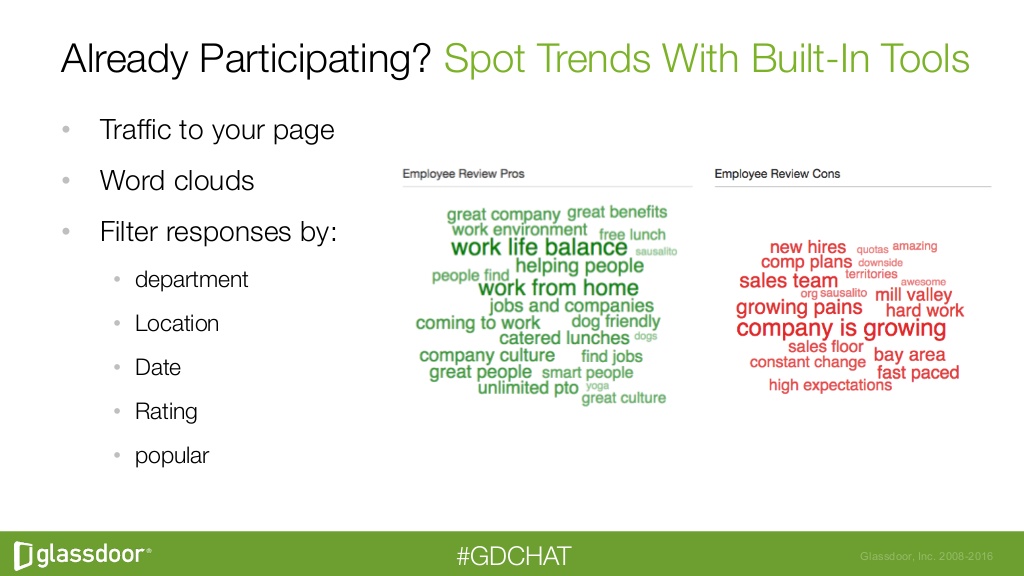 Already Participating? Spot Trends With Built-In Tools
• Traffic to your page
• Word clouds
• Filter responses by:
• department
• Location
• Date
• Rating
• popular
Employee Review Pros
great company great benefits
work environment free lunch
work life balance sausalito
helping people
people find
work from home
jobs and companies
coming to work dog friendly
catered lunches dogs
company culture find jobs
great people smart people
unlimited pto yoga
great culture
Employee Review Cons
new hires quotas amazing
comp plans downside
sales team territories
awesome
org sausalito mill valley
growing pains hard work
company is growing
sales floor bay area
constant change fast paced
high expectations
glassdoor®
#GDCHAT
Glassdoor, Inc. 2008-2016